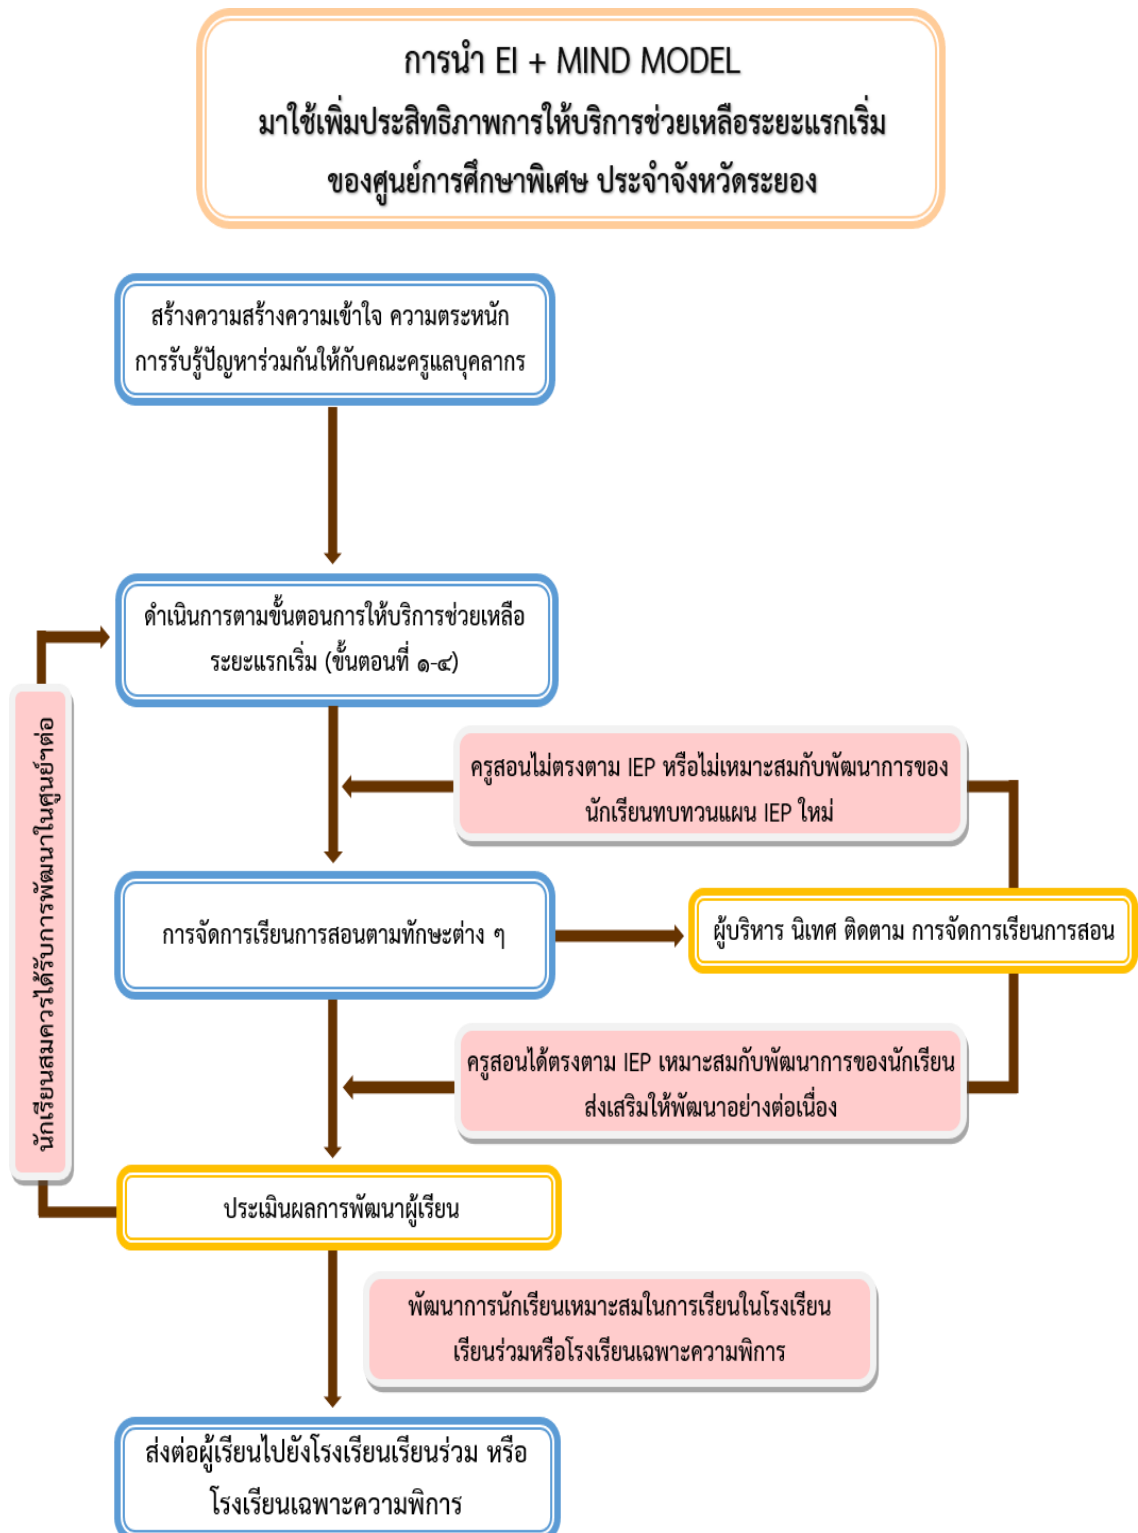 การนำ EI + MIND MODEL
มาใช้เพิ่มประสิทธิภาพการให้บริการช่วยเหลือระยะแรกเริ่ม
ของศูนย์การศึกษาพิเศษ ประจำจังหวัดระยอง
สร้างความสร้างความเข้าใจ ความตระหนัก
การรับรู้ปัญหาร่วมกันให้กับคณะครูแลบุคลากร
ดำเนินการตามขั้นตอนการให้บริการช่วยเหลือ
ระยะแรกเริ่ม (ขั้นตอนที่ ๑-๔)
นักเรียนสมควรได้รับการพัฒนาในศูนย์ฯต่อ
ครูสอนไม่ตรงตาม IEP หรือไม่เหมาะสมกับพัฒนาการของ
นักเรียนทบทวนแผน IEP ใหม่
การจัดการเรียนการสอนตามทักษะต่าง ๆ
ผู้บริหาร นิเทศ ติดตาม การจัดการเรียนการสอน
ครูสอนได้ตรงตาม IEP เหมาะสมกับพัฒนาการของนักเรียน
ส่งเสริมให้พัฒนาอย่างต่อเนื่อง
ประเมินผลการพัฒนาผู้เรียน
พัฒนาการนักเรียนเหมาะสมในการเรียนในโรงเรียน
เรียนร่วมหรือโรงเรียนเฉพาะความพิการ
ส่งต่อผู้เรียนไปยังโรงเรียนเรียนร่วม หรือ
โรงเรียนเฉพาะความพิการ